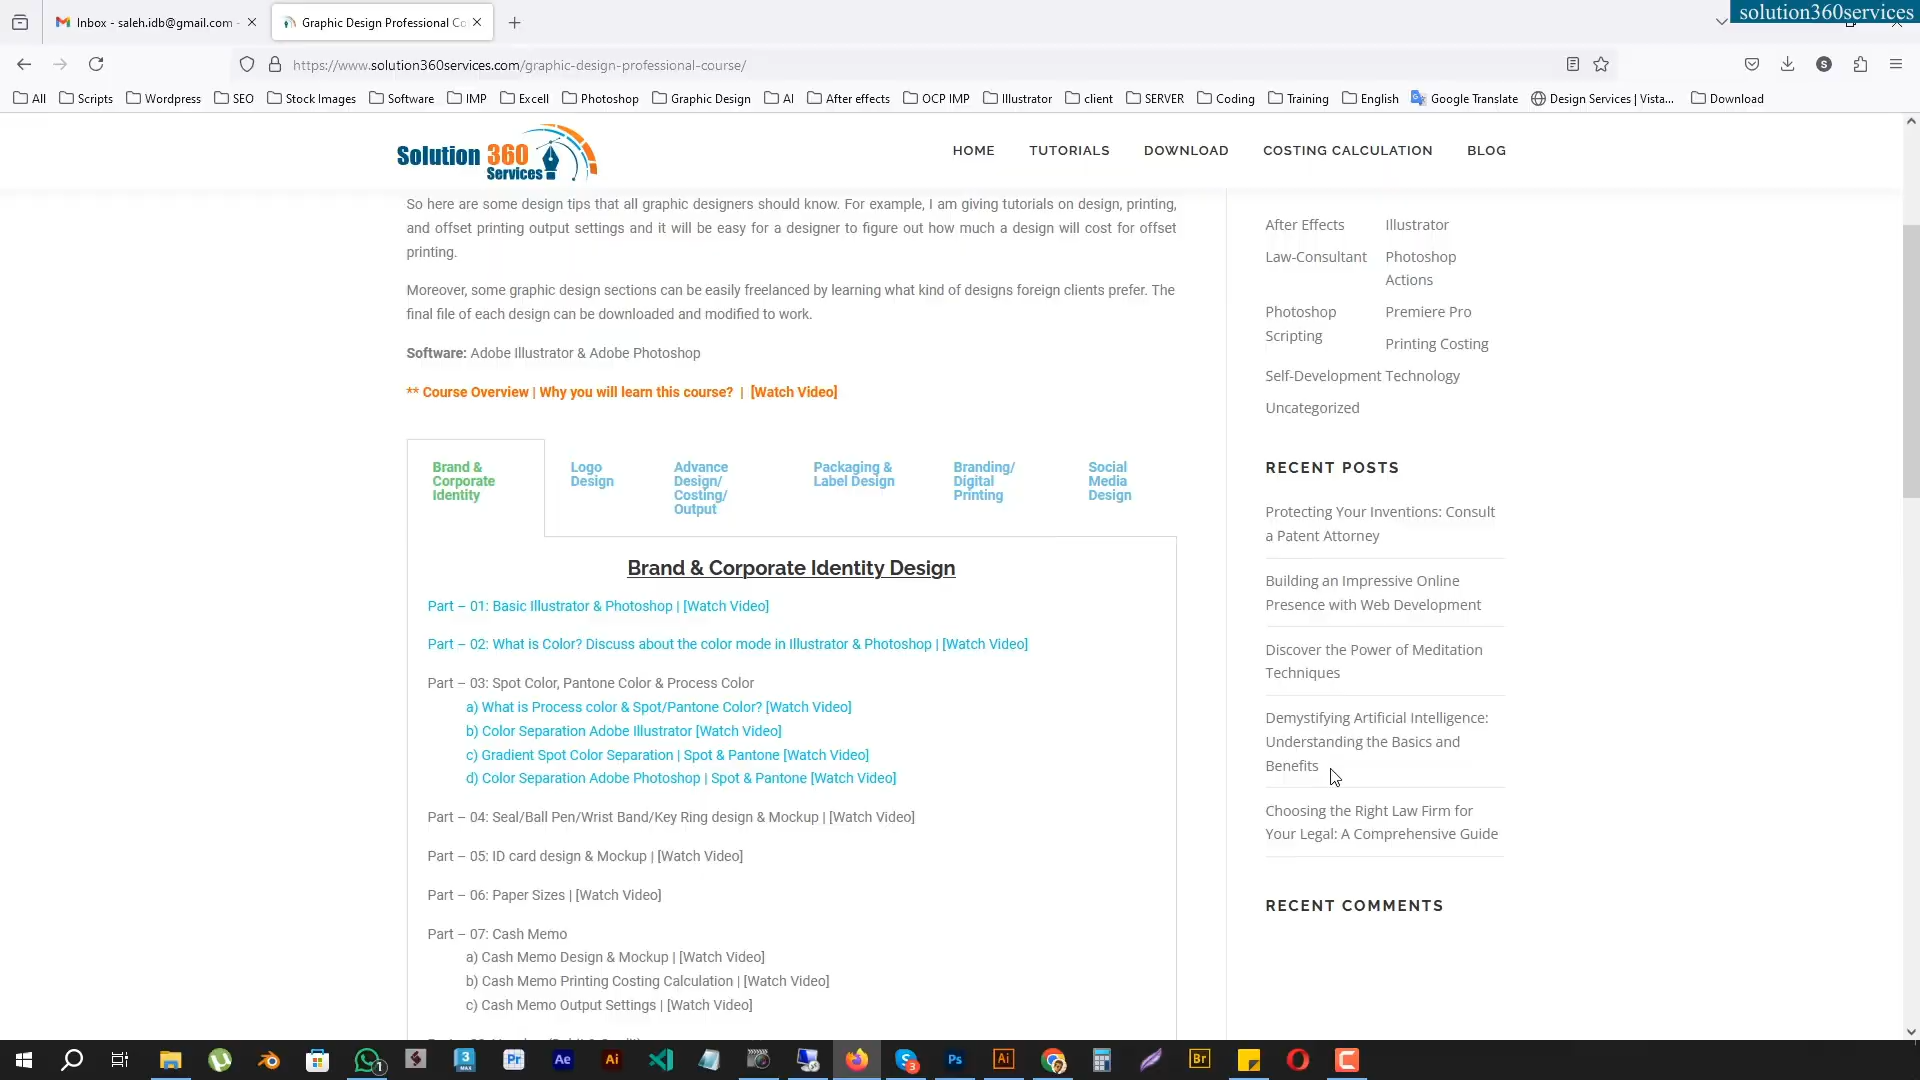 solution360services
Inbox - saleh.idb@gmail.com -
Graphic Design Professional Co
https://www.solution360services.com/graphic-design-professional-course/
All
Scripts
Wordpress
SEO
Stock Images
Software
IMP
Excell
Photoshop
Graphic Design
AI
After effects
OCP IMP
Illustrator
client
SERVER
Coding
Training
English
Google Translate
Design Services | Vista...
Download
Solution 360
Services
HOME
TUTORIALS
DOWNLOAD
COSTING CALCULATION
BLOG
So here are some design tips that all graphic designers should know. For example, I am giving tutorials on design, printing,
and offset printing output settings and it will be easy for a designer to figure out how much a design will cost for offset
printing.
Moreover, some graphic design sections can be easily freelanced by learning what kind of designs foreign clients prefer. The
final file of each design can be downloaded and modified to work.
Software: Adobe Illustrator & Adobe Photoshop
** Course Overview | Why you will learn this course? | [Watch Video]
Brand &
Corporate
Identity
Logo
Design
Advance
Design/
Costing/
Output
Packaging &
Label Design
Branding/
Digital
Printing
Social
Media
Design
Brand & Corporate Identity Design
Part – 01: Basic Illustrator & Photoshop | [Watch Video]
Part – 02: What is Color? Discuss about the color mode in Illustrator & Photoshop | [Watch Video]
Part – 03: Spot Color, Pantone Color & Process Color
a) What is Process color & Spot/Pantone Color? [Watch Video]
b) Color Separation Adobe Illustrator [Watch Video]
c) Gradient Spot Color Separation | Spot & Pantone [Watch Video]
d) Color Separation Adobe Photoshop | Spot & Pantone [Watch Video]
Part – 04: Seal/Ball Pen/Wrist Band/Key Ring design & Mockup | [Watch Video]
Part – 05: ID card design & Mockup | [Watch Video]
Part – 06: Paper Sizes | [Watch Video]
Part – 07: Cash Memo
a) Cash Memo Design & Mockup | [Watch Video]
b) Cash Memo Printing Costing Calculation | [Watch Video]
c) Cash Memo Output Settings | [Watch Video]
After Effects
Illustrator
Law-Consultant
Photoshop
Actions
Photoshop
Scripting
Premiere Pro
Printing Costing
Self-Development
Technology
Uncategorized
RECENT POSTS
Protecting Your Inventions: Consult
a Patent Attorney
Building an Impressive Online
Presence with Web Development
Discover the Power of Meditation
Techniques
Demystifying Artificial Intelligence:
Understanding the Basics and
Benefits
Choosing the Right Law Firm for
Your Legal: A Comprehensive Guide
RECENT COMMENTS